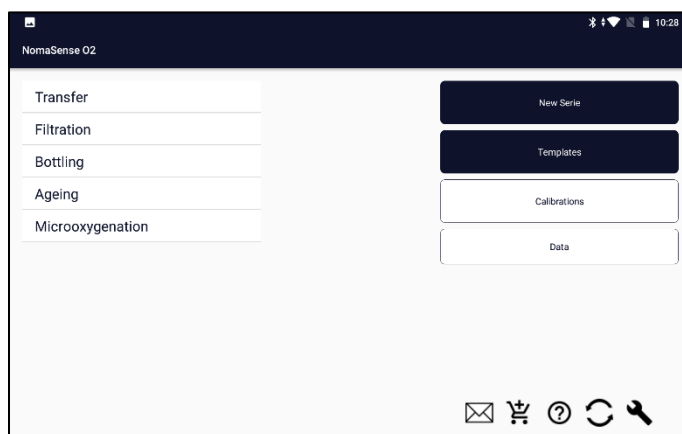 10:28
NomaSense O2
Transfer
Filtration
Bottling
Ageing
Microoxygenation
New Serie
Templates
Calibrations
Data